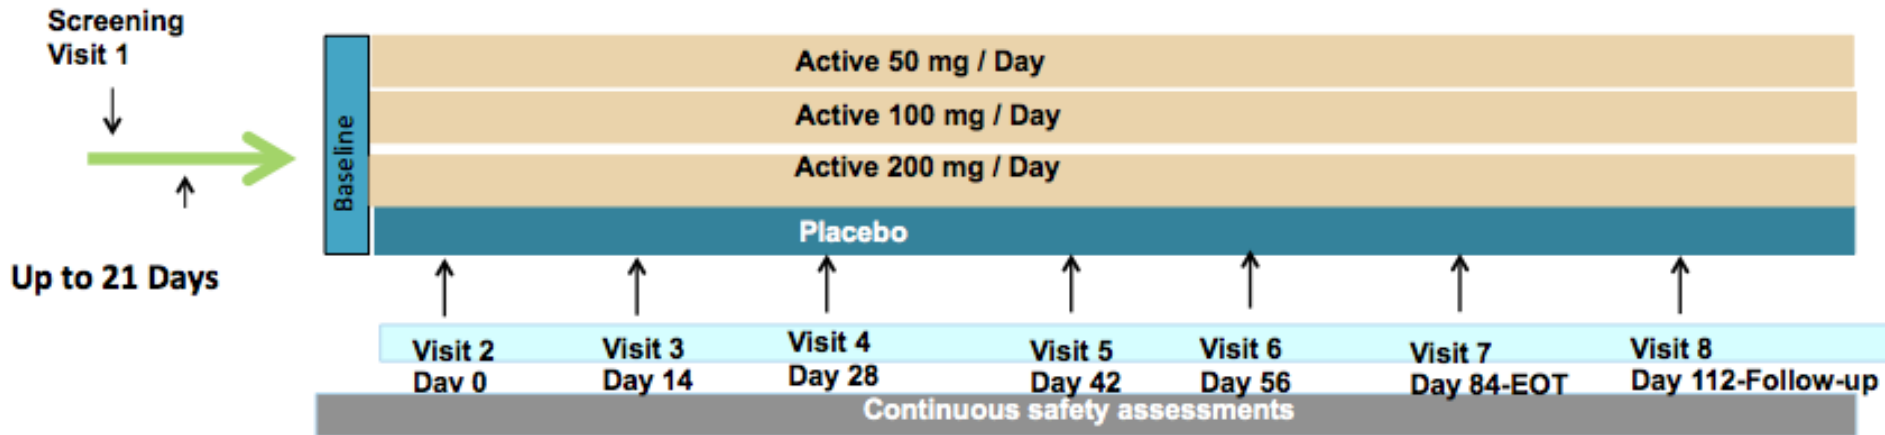 Screening
Visit 1
Up to 21 Days
Baseline
Active 50 mg / Day
Active 100 mg / Day
Active 200 mg / Day
Placebo
Visit 2
Day 0
Visit 3
Day 14
Visit 4
Day 28
Visit 5
Day 42
Visit 6
Day 56
Visit 7
Day 84-EOT
Visit 8
Day 112-Follow-up
Continuous safety assessments